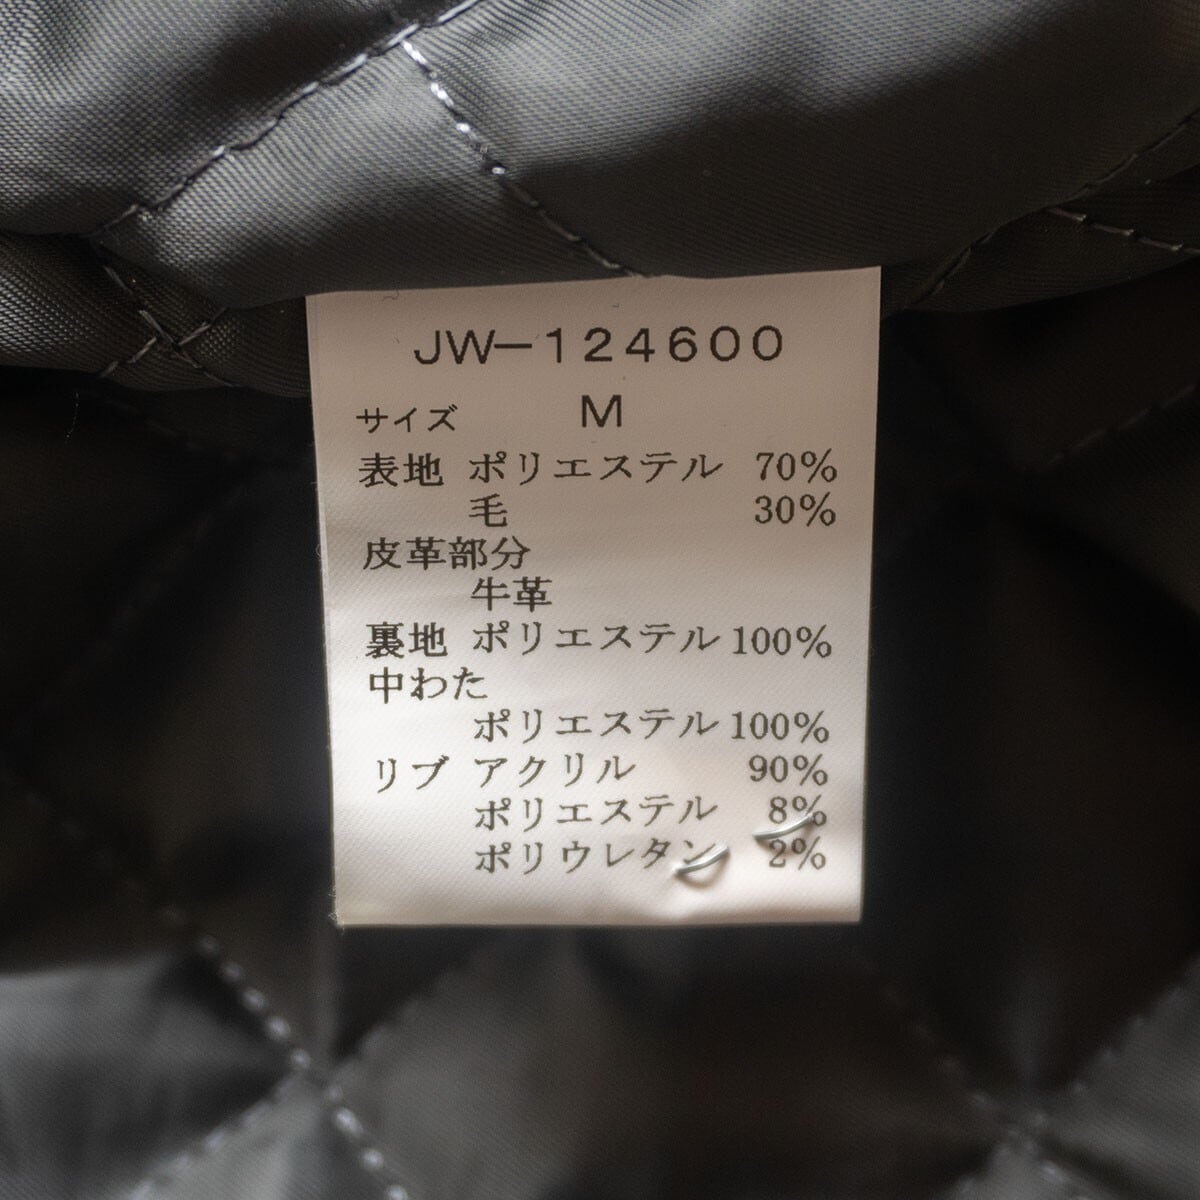 JW-124600
サイズ M
表地 ポリエステル 70%
毛 30%
皮革部分
牛革
裏地 ポリエステル 100%
中わた
ポリエステル 100%
リブ アクリル 90%
ポリエステル 8%
ポリウレタン 2%